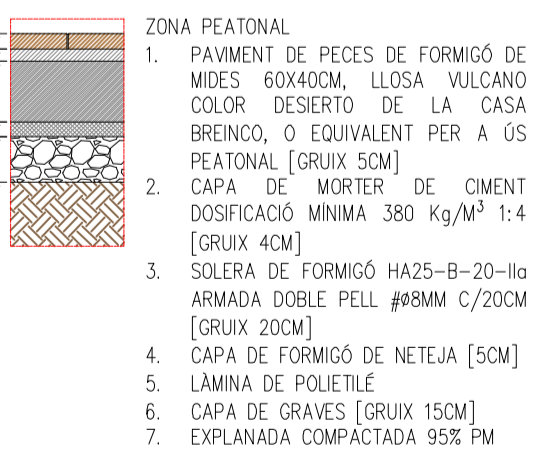 ZONA PEATONAL
1. PAVIMENT DE PECES DE FORMIGÓ DE
MIDES 60X40CM, LLOSA VULCANO
COLOR DESIERTO DE LA CASA
BREINCO, O EQUIVALENT PER A ÚS
PEATONAL [GRUIX 5CM]
2. CAPA DE MORTER DE CIMENT
DOSIFICACIÓ MÍNIMA 380 Kg/M³ 1:4
[GRUIX 4CM]
3. SOLERA DE FORMIGÓ HA25-B-20-IIa
ARMADA DOBLE PELL #ø8MM C/20CM
[GRUIX 20CM]
4. CAPA DE FORMIGÓ DE NETEJA [5CM]
5. LÀMINA DE POLIETILÉ
6. CAPA DE GRAVES [GRUIX 15CM]
7. EXPLANADA COMPACTADA 95% PM